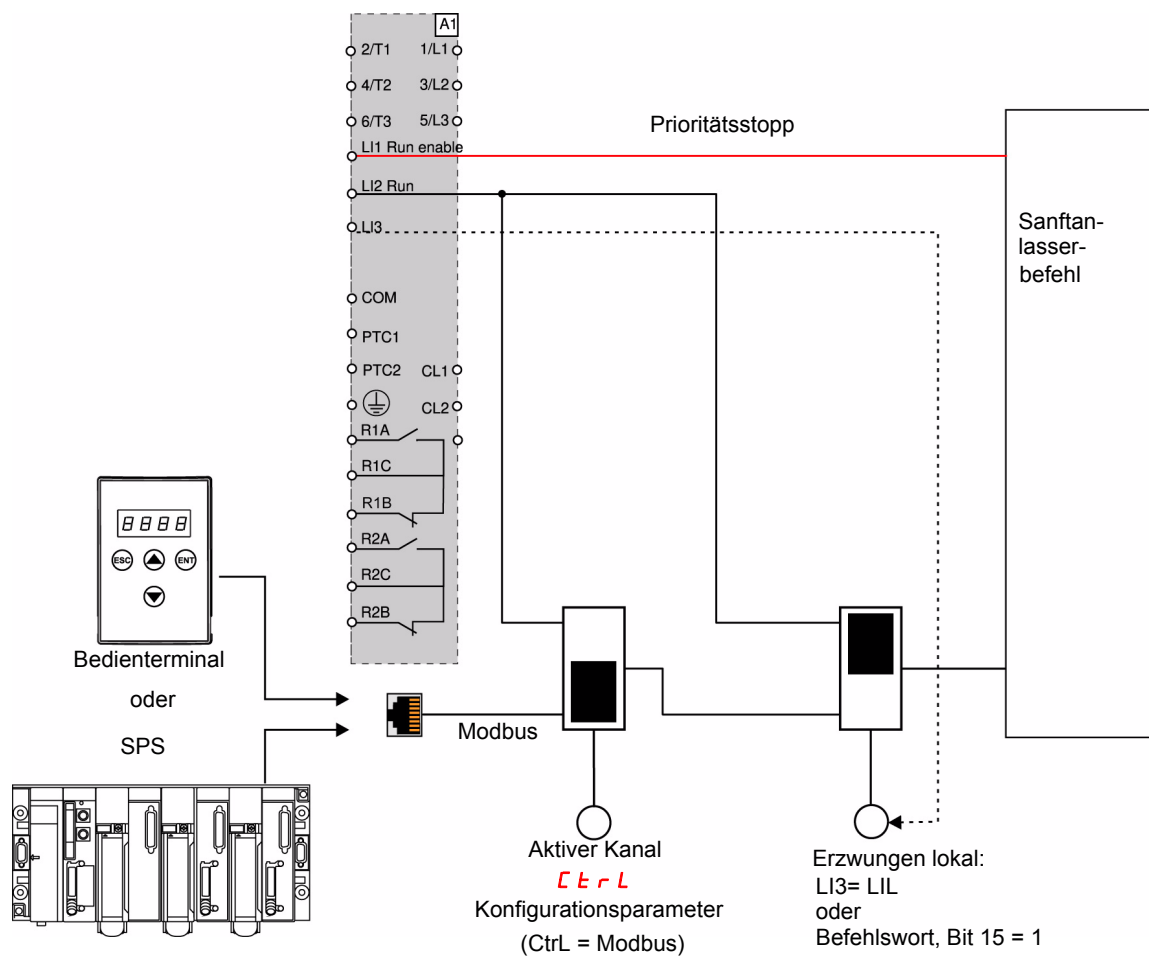 A1
2/T1 1/L1
4/T2 3/L2
6/T3 5/L3
LI1 Run enable
LI2 Run
LI3
COM
PTC1
PTC2 CL1
CL2
R1A
R1C
R1B
R2A
R2C
R2B
Prioritätsstopp
Sanftan-
lasser-
befehl
8888
ESC ENT
Bedienterminal
oder
SPS
Modbus
Aktiver Kanal
CtrL
Konfigurationsparameter
(CtrL = Modbus)
Erzwungen lokal:
LI3= LIL
oder
Befehlswort, Bit 15 = 1